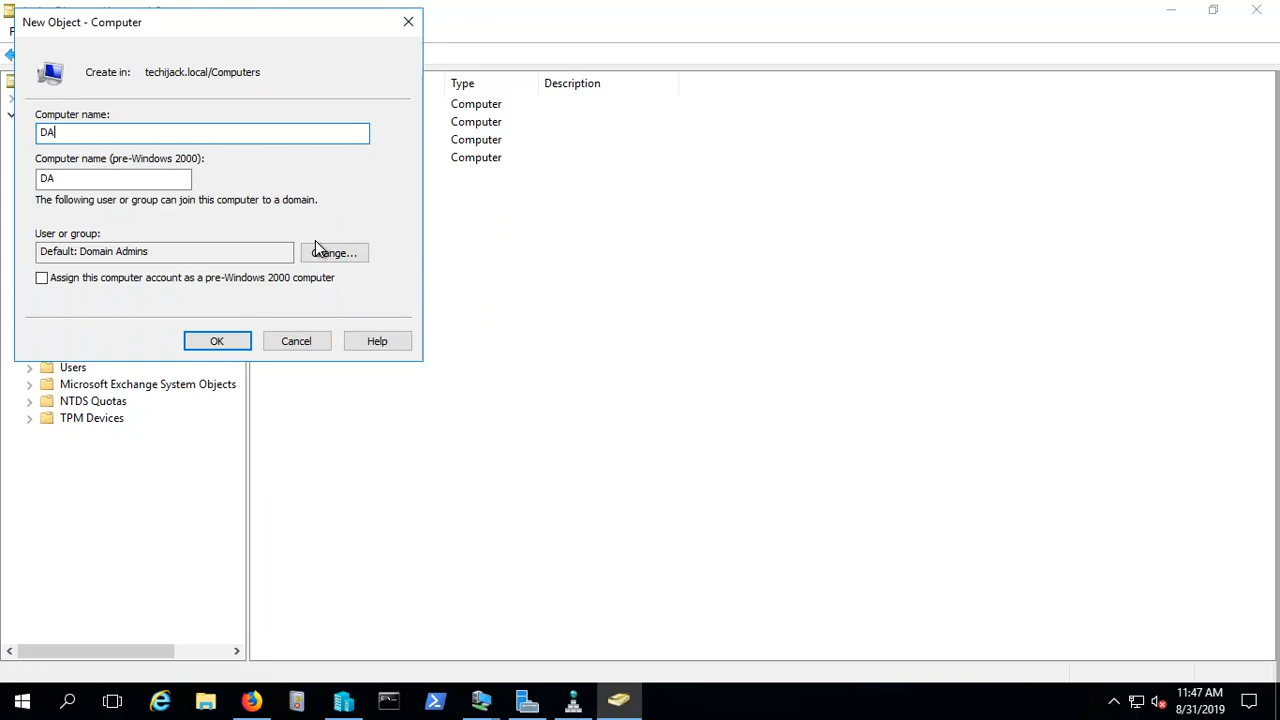 New Object - Computer
Create in: techijack.local/Computers
Computer name:
DA
Computer name (pre-Windows 2000):
DA
The following user or group can join this computer to a domain.
User or group:
Default: Domain Admins
Assign this computer account as a pre-Windows 2000 computer
OK Cancel Help
Type Description
Computer
Computer
Computer
Computer
Users
Microsoft Exchange System Objects
NTDS Quotas
TPM Devices
11:47 AM
8/31/2019